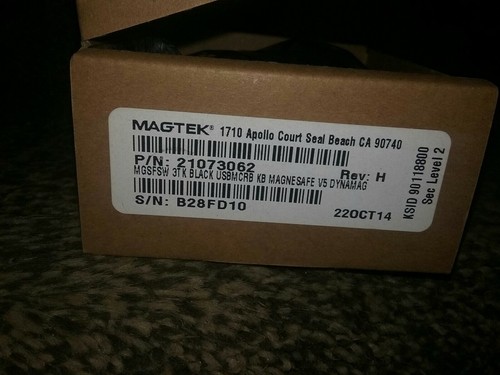 MAGTEK® 1710 Apollo Court Seal Beach CA 90740
P/N: 21073062 Rev: H
MGSFSW 3TK BLACK USBMCRB KB MAGNESAFE V5 DYNAMAG
S/N: B28FD10
22OCT14
KSID 90118800
Sec Level 2